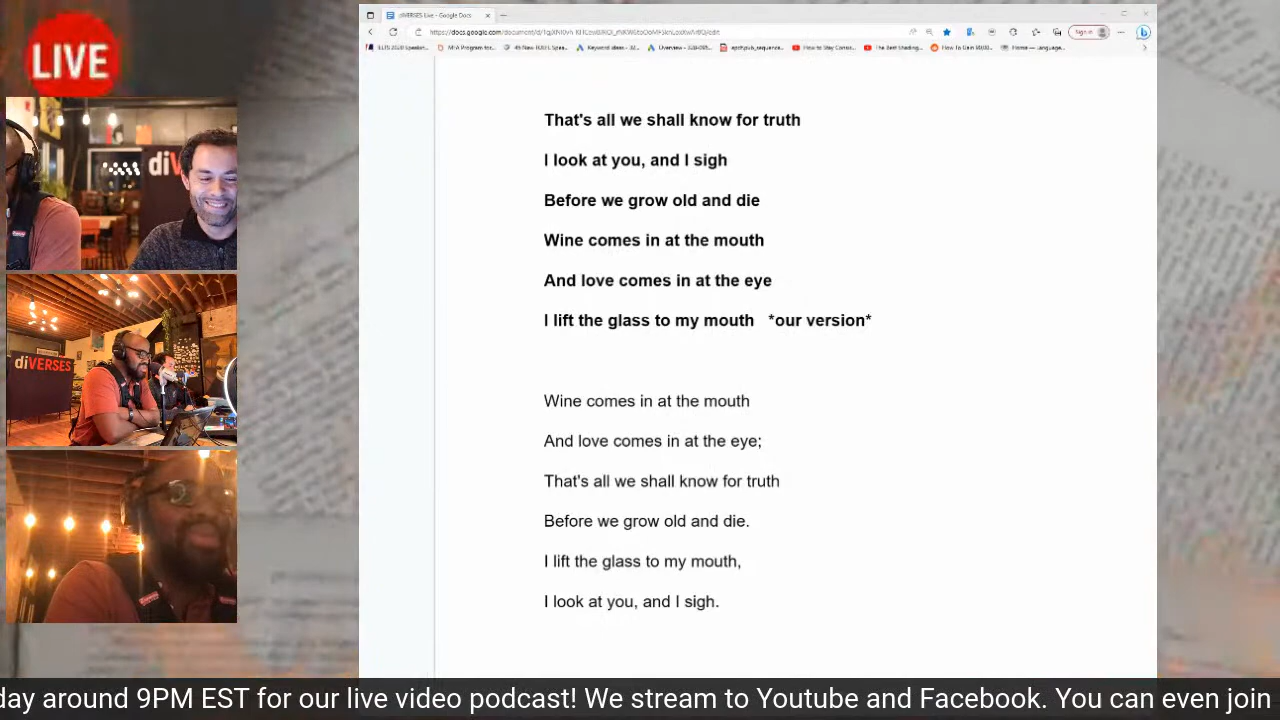 LIVE
diVERSES
diVERSES Live - Google Docs
That's all we shall know for truth
I look at you, and I sigh
Before we grow old and die
Wine comes in at the mouth
And love comes in at the eye
I lift the glass to my mouth *our version*
Wine comes in at the mouth
And love comes in at the eye;
That's all we shall know for truth
Before we grow old and die.
I lift the glass to my mouth,
I look at you, and I sigh.
day around 9PM EST for our live video podcast! We stream to Youtube and Facebook. You can even join